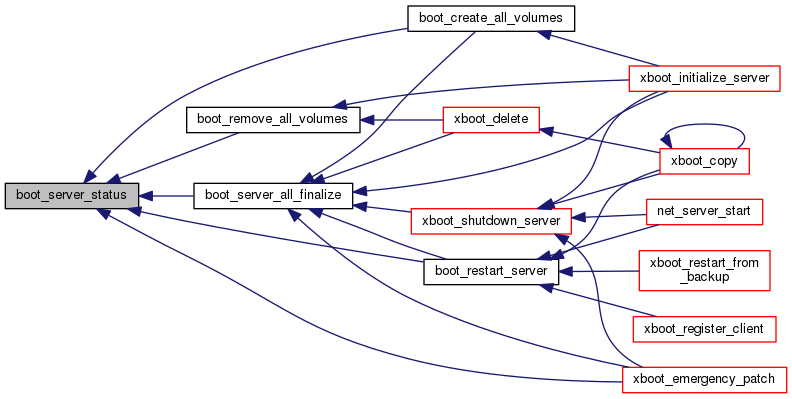 boot_create_all_volumes
xboot_initialize_server
boot_remove_all_volumes
xboot_delete
xboot_copy
boot_server_status
boot_server_all_finalize
xboot_shutdown_server
net_server_start
boot_restart_server
xboot_restart_from
_backup
xboot_register_client
xboot_emergency_patch